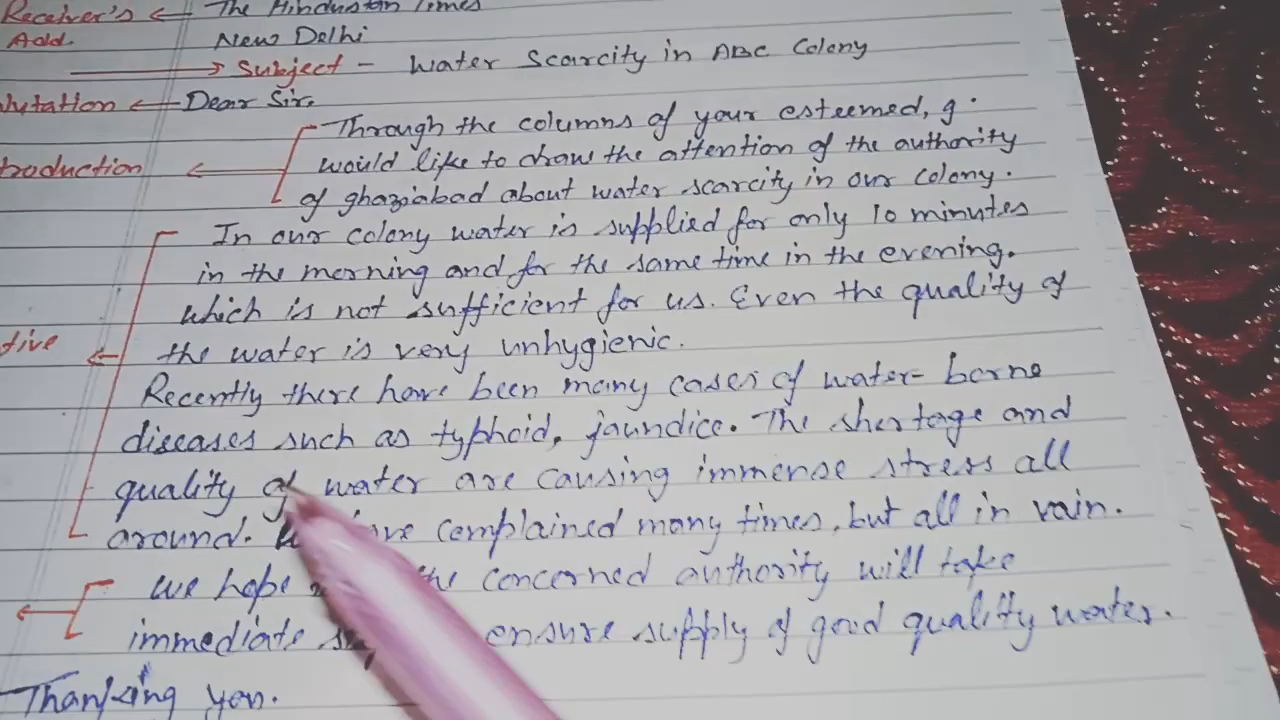 Receiver's ← The Hindustan Times
Add. New Delhi
→ Subject - Water Scarcity in ABC Colony
lutation ← Dear Sir,
Through the columns of your esteemed, g.
troduction ← would like to draw the attention of the authority
of ghaziabad about water scarcity in our colony.
In our colony water is supplied for only 10 minutes
in the morning and for the same time in the evening.
which is not sufficient for us. Even the quality of
tive ← the water is very unhygienic.
Recently there have been many cases of water-borne
diseases such as typhoid, jaundice. The shortage and
quality of water are causing immense stress all
around. complained many times, but all in vain.
We hope the concerned authority will take
immediate ensure supply of good quality water.
Thanking you.